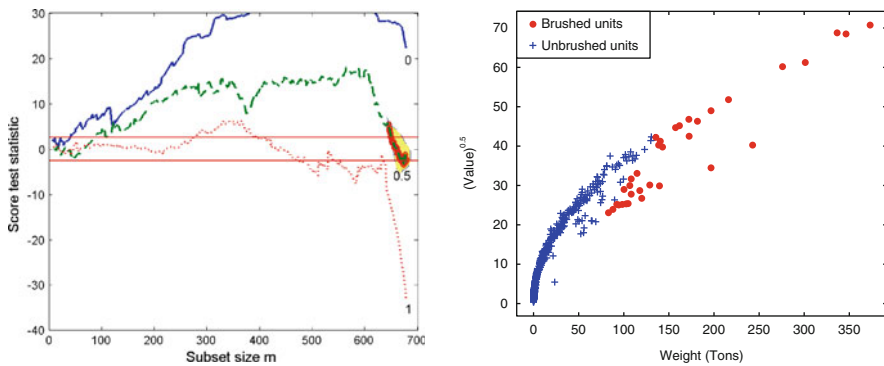 30
20
10
0
-10
-20
-30
-40
0 100 200 300 400 500 600 700
Subset size m
Score test statistic
0
0.5
1
Brushed units
Unbrushed units
70
60
50
40
30
20
10
0
0 50 100 150 200 250 300 350
Weight (Tons)
(Value)^0.5